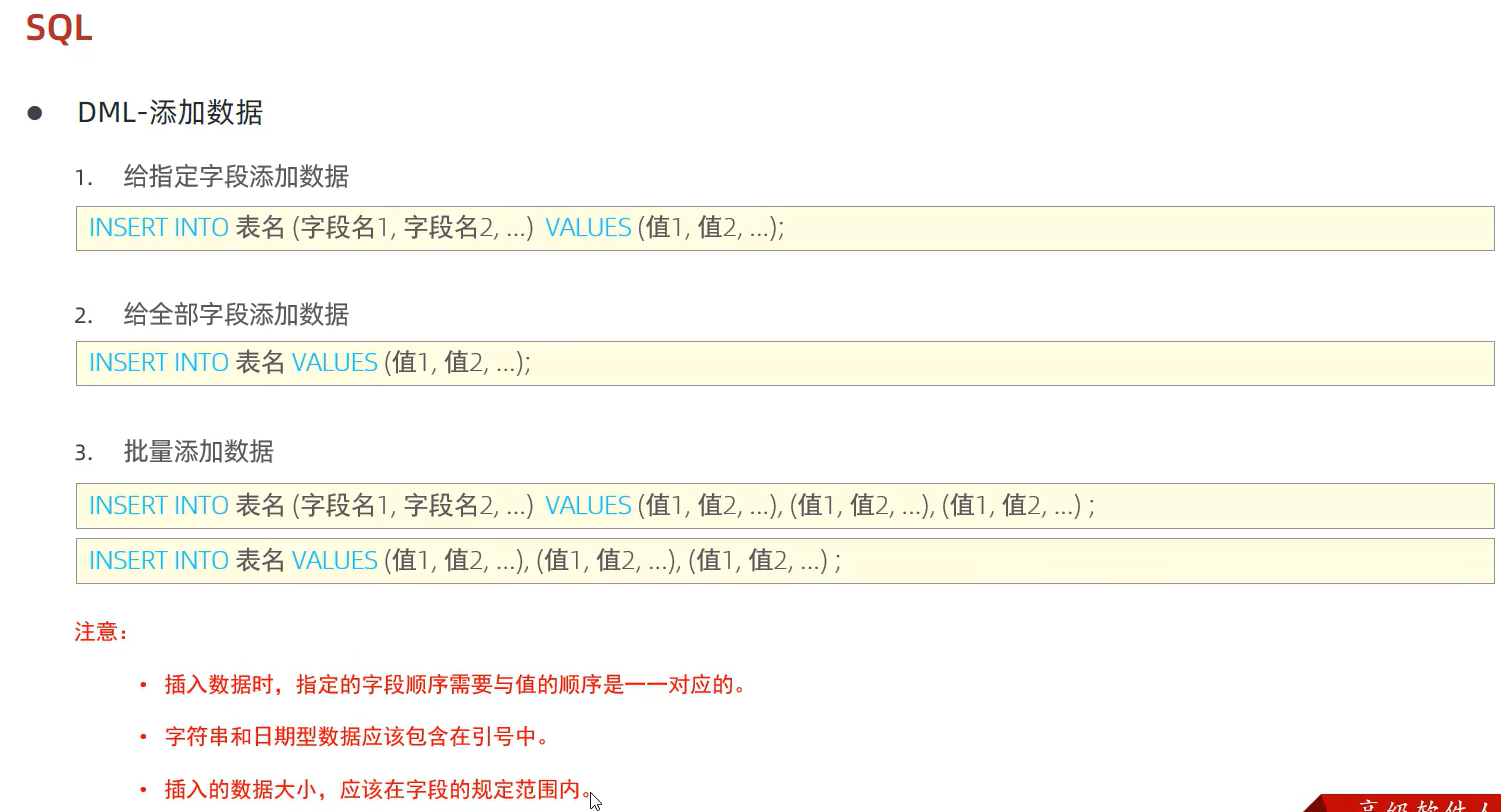 SQL
● DML-添加数据
1. 给指定字段添加数据
INSERT INTO 表名 (字段名1, 字段名2, ...) VALUES (值1, 值2, ...);
2. 给全部字段添加数据
INSERT INTO 表名 VALUES (值1, 值2, ...);
3. 批量添加数据
INSERT INTO 表名 (字段名1, 字段名2, ...) VALUES (值1, 值2, ...), (值1, 值2, ...), (值1, 值2, ...) ;
INSERT INTO 表名 VALUES (值1, 值2, ...), (值1, 值2, ...), (值1, 值2, ...) ;
注意：
• 插入数据时，指定的字段顺序需要与值的顺序是一一对应的。
• 字符串和日期型数据应该包含在引号中。
• 插入的数据大小，应该在字段的规定范围内。
高级软件人